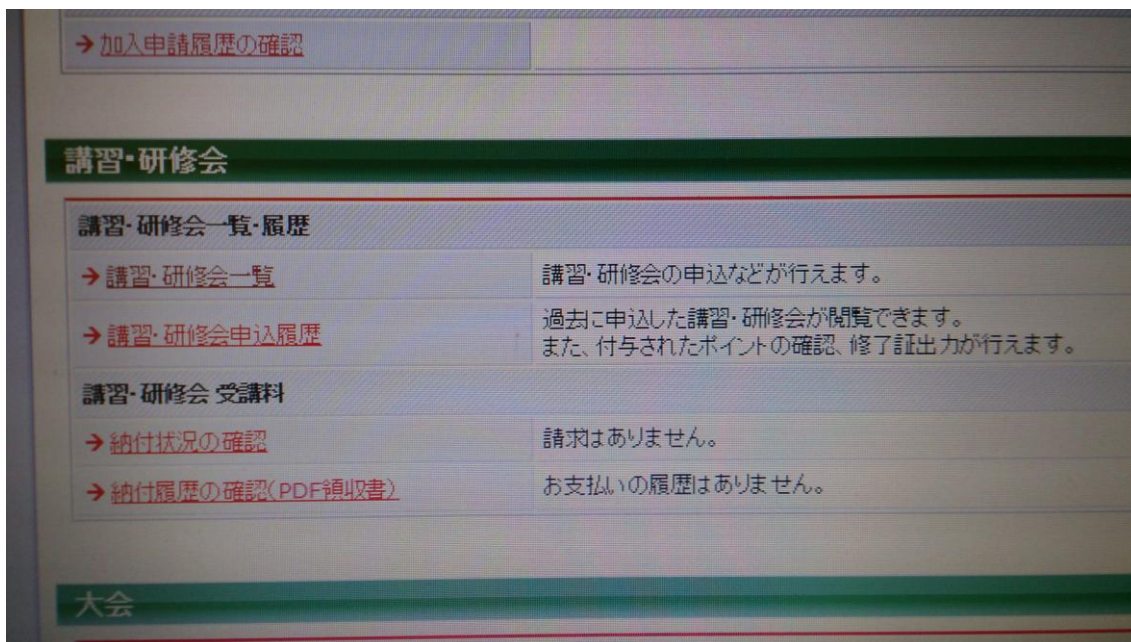 →加入申請履歴の確認
講習・研修会
講習・研修会一覧・履歴
→講習・研修会一覧
講習・研修会の申込などが行えます。
→講習・研修会申込履歴
過去に申込した講習・研修会が閲覧できます。
また、付与されたポイントの確認、修了証出力が行えます。
講習・研修会 受講料
→納付状況の確認
請求はありません。
→納付履歴の確認(PDF領収書)
お支払いの履歴はありません。
大会